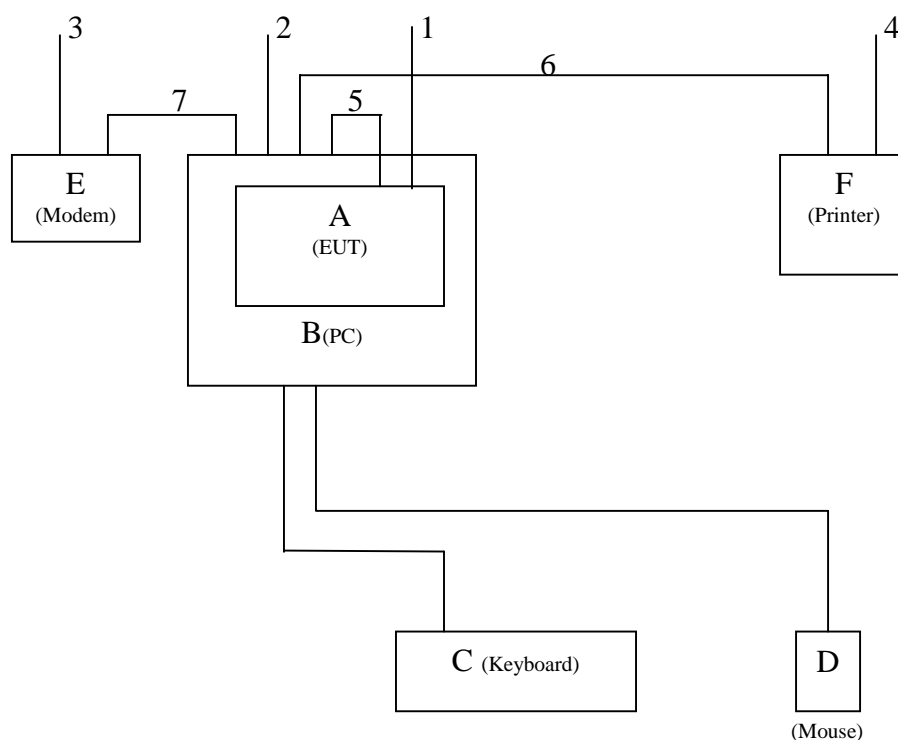 3
2
1
4
6
7
5
E
(Modem)
A
(EUT)
F
(Printer)
B(PC)
C (Keyboard)
D
(Mouse)